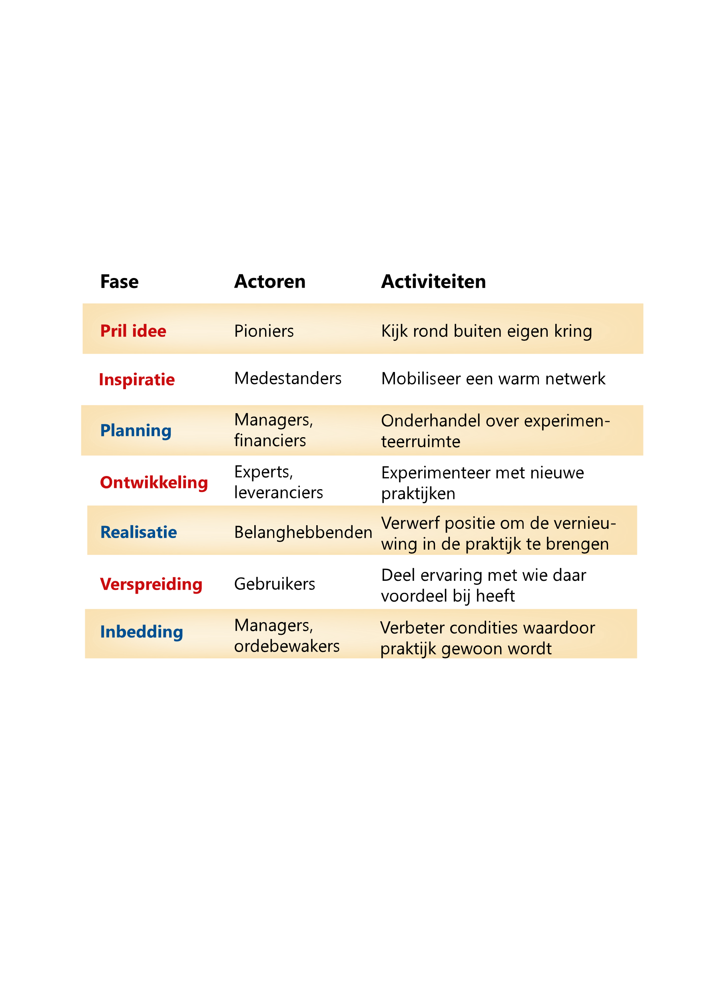 Fase Actoren Activiteiten
Pril idee Pioniers Kijk rond buiten eigen kring
Inspiratie Medestanders Mobiliseer een warm netwerk
Planning
Managers,
financiers
Onderhandel over experimen-
teerruimte
Ontwikkeling
Experts,
leveranciers
Experimenteer met nieuwe
praktijken
Realisatie
Belanghebbenden
Verwerf positie om de vernieu-
wing in de praktijk te brengen
Verspreiding
Gebruikers
Deel ervaring met wie daar
voordeel bij heeft
Inbedding
Managers,
ordebewakers
Verbeter condities waardoor
praktijk gewoon wordt